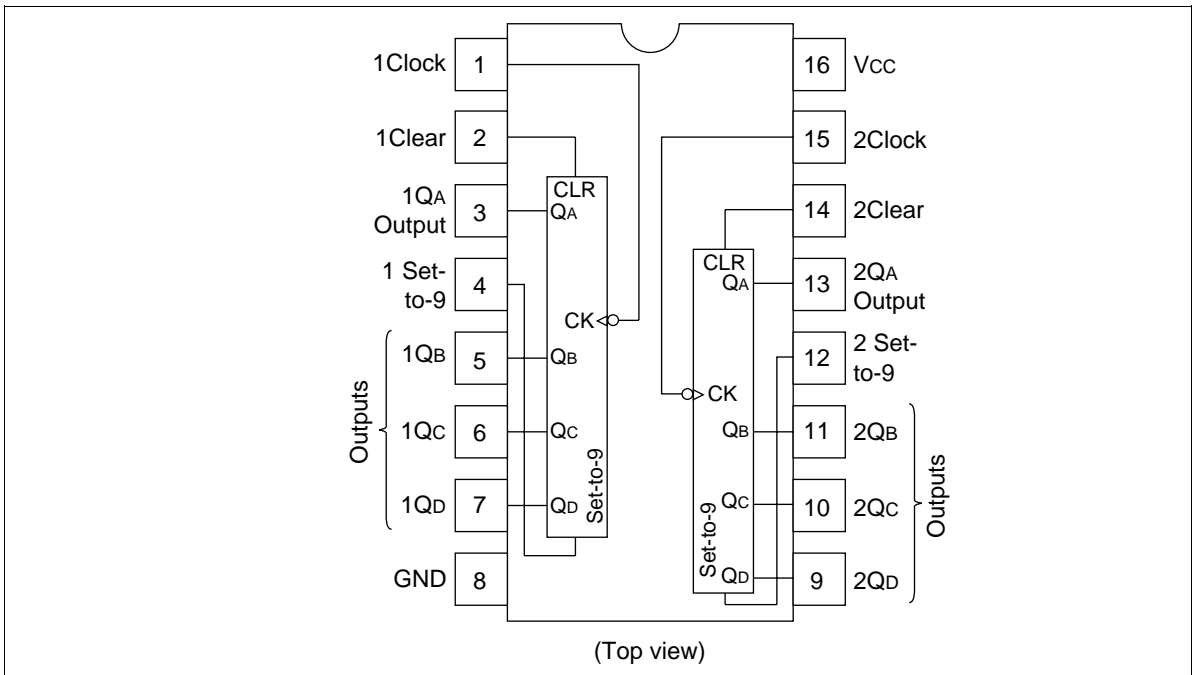 1Clock 1
1Clear 2
1QA
Output
3
1 Set-
to-9
4
1QB 5
1QC 6
1QD 7
Outputs
GND 8
CLR
QA
CK
QB
QC
QD
Set-to-9
CLR
QA
CK
QB
QC
QD
Set-to-9
16 VCC
15 2Clock
14 2Clear
13
2QA
Output
12
2 Set-
to-9
11 2QB
10 2QC
9 2QD
Outputs
(Top view)